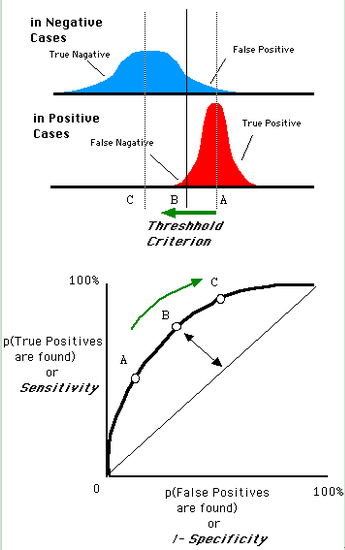 in Negative
Cases
True Nagative
False Positive
in Positive
Cases
False Nagative
True Positive
C B A
Threshhold
Criterion
100%
C
B
A
p(True Positives
are found)
or
Sensitivity
0
p(False Positives
are found)
100%
or
1- Specificity